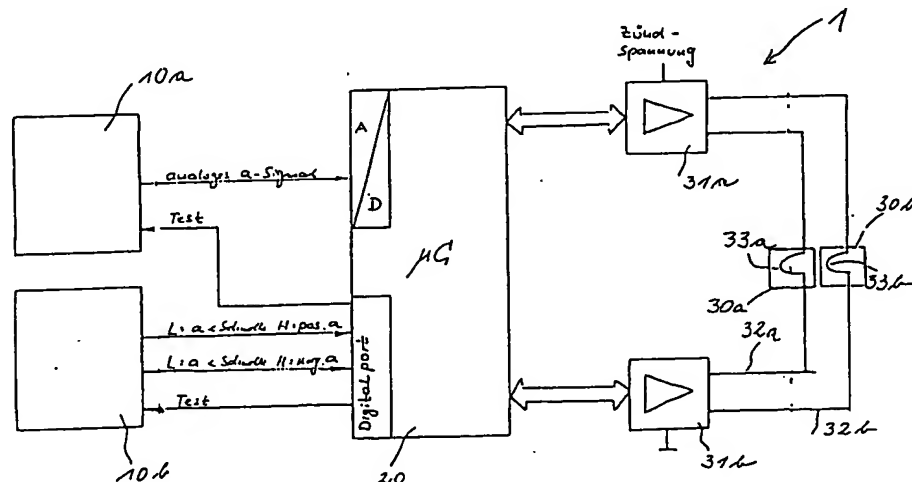 Zünd-
Spannung
1
10a
A
D
analoges a-Signal
Test
µC
31a
30b
33a
33b
30a
32a
L: a < Schwelle H: pos. a
L: a < Schwelle H: neg. a
Test
Digital port
10b
20
31b
32b